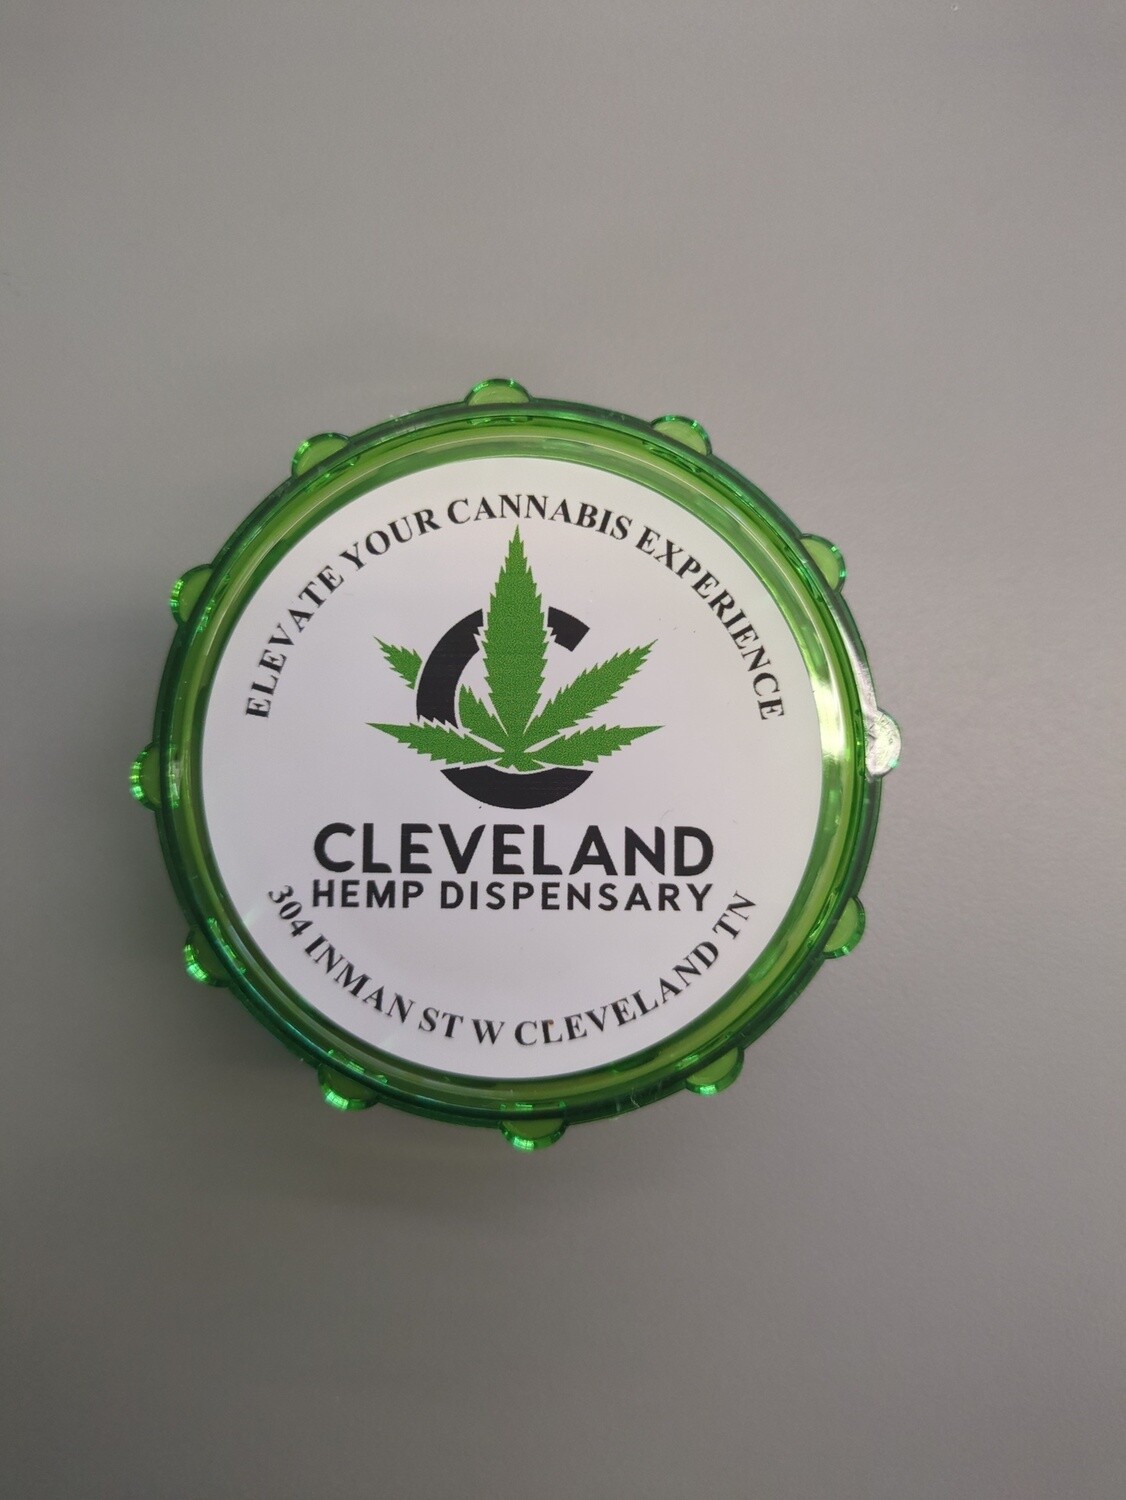 ELEVATE YOUR CANNABIS EXPERIENCE
CLEVELAND
HEMP DISPENSARY
304 INMAN ST W CLEVELAND TN